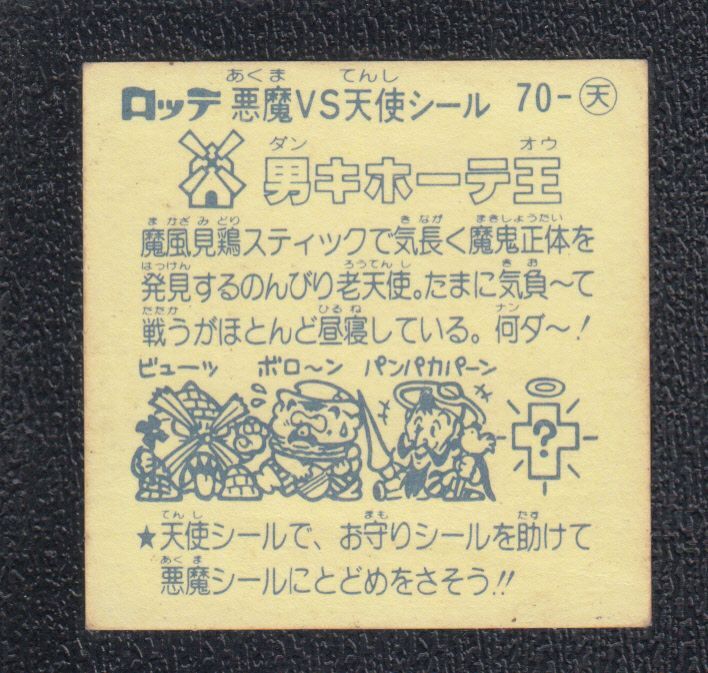 ロッテ 悪魔VS天使シール 70-天
あくま てんし
男キホーテ王
ダン オウ
魔風見鶏スティックで気長く魔鬼正体を
まかざみどり きなが まきしょうたい
発見するのんびり老天使。たまに気負〜て
はっけん ろうてんし きお
戦うがほとんど昼寝している。何ダ〜!
たたか ひるね ナン
ビューッ ボロ〜ン パンパカパーン
?
★天使シールで、お守りシールを助けて
てんし まも たす
悪魔シールにとどめをさそう!!
あくま